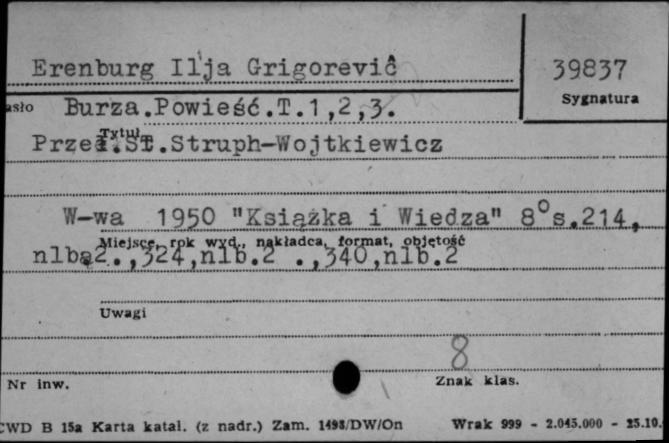 Erenburg Ilja Grigorevič
39837
Sygnatura
asło Burza.Powieść.T.1,2,3.
Tytuł
Przeł.St.Struph-Wojtkiewicz
W-wa 1950 "Książka i Wiedza" 8° s.214,
Miejsce, rok wyd., nakładca, format, objętość
nlb.2.,324,nlb.2 .,340,nlb.2
Uwagi
8
Nr inw.
Znak klas.
CWD B 15a Karta katal. (z nadr.) Zam. 1498/DW/On Wrak 999 - 2.045.000 - 25.10